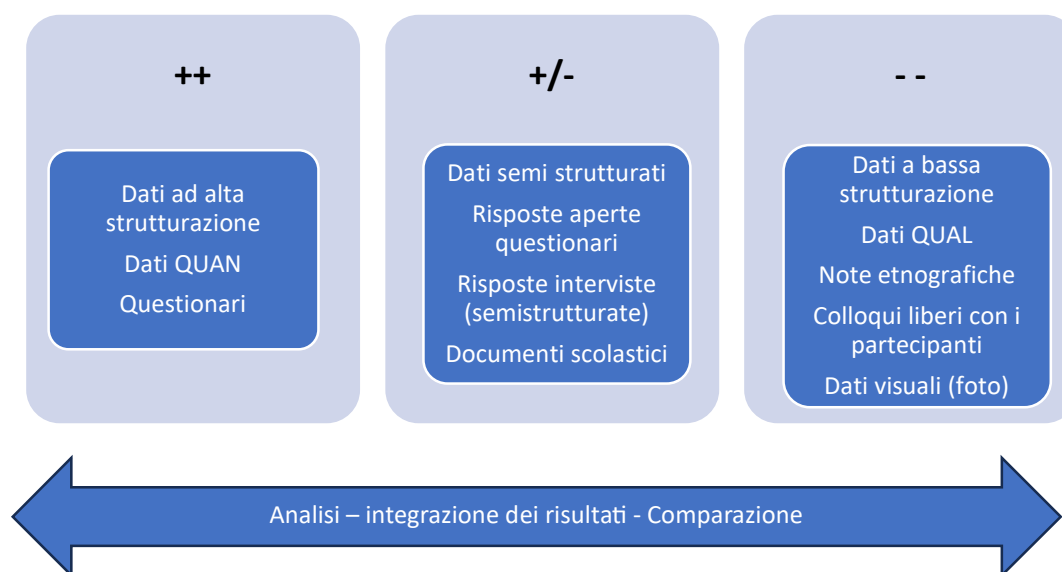 ++
Dati ad alta
strutturazione
Dati QUAN
Questionari
+/-
Dati semi strutturati
Risposte aperte
questionari
Risposte interviste
(semistrutturate)
Documenti scolastici
- -
Dati a bassa
strutturazione
Dati QUAL
Note etnografiche
Colloqui liberi con i
partecipanti
Dati visuali (foto)
Analisi – integrazione dei risultati - Comparazione